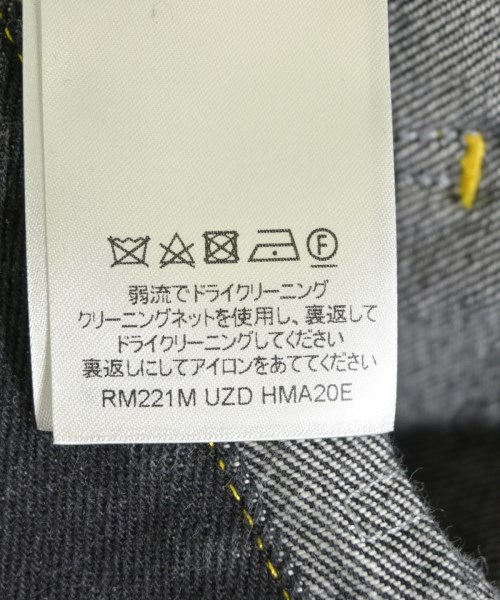 F
弱流でドライクリーニング
クリーニングネットを使用し、裏返して
ドライクリーニングしてください
裏返しにしてアイロンをあててください
RM221M UZD HMA20E